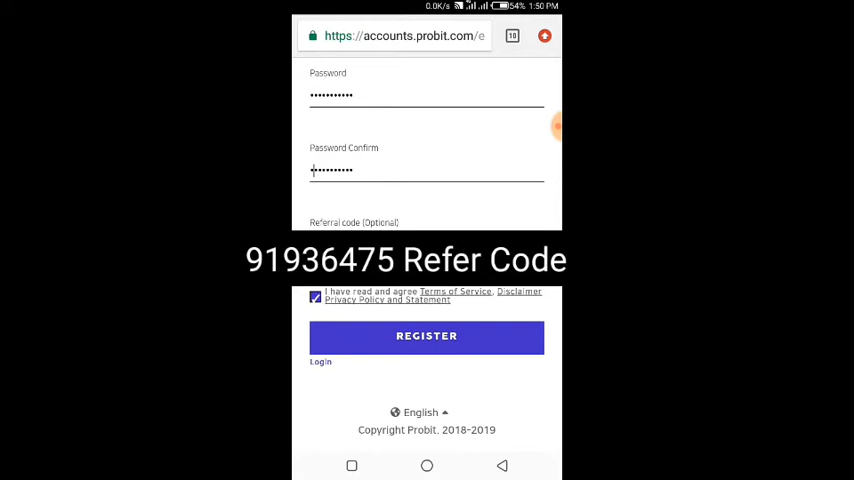 0.0K/s 54% 1:50 PM
https://accounts.probit.com/e
10
Password
•••••••••••
Password Confirm
•••••••••••
Referral code (Optional)
91936475 Refer Code
I have read and agree Terms of Service, Disclaimer
Privacy Policy and Statement
REGISTER
Login
English
Copyright Probit. 2018-2019